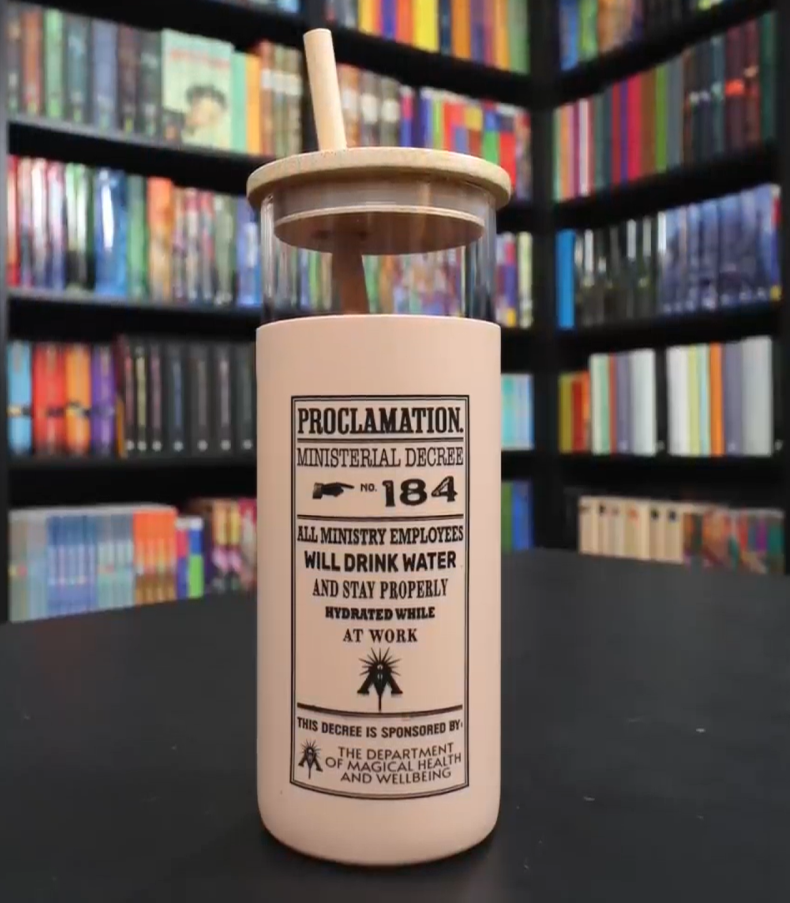 PROCLAMATION.
MINISTERIAL DECREE
NO. 184
ALL MINISTRY EMPLOYEES
WILL DRINK WATER
AND STAY PROPERLY
HYDRATED WHILE
AT WORK
M
THIS DECREE IS SPONSORED BY:
M
THE DEPARTMENT
OF MAGICAL HEALTH
AND WELLBEING